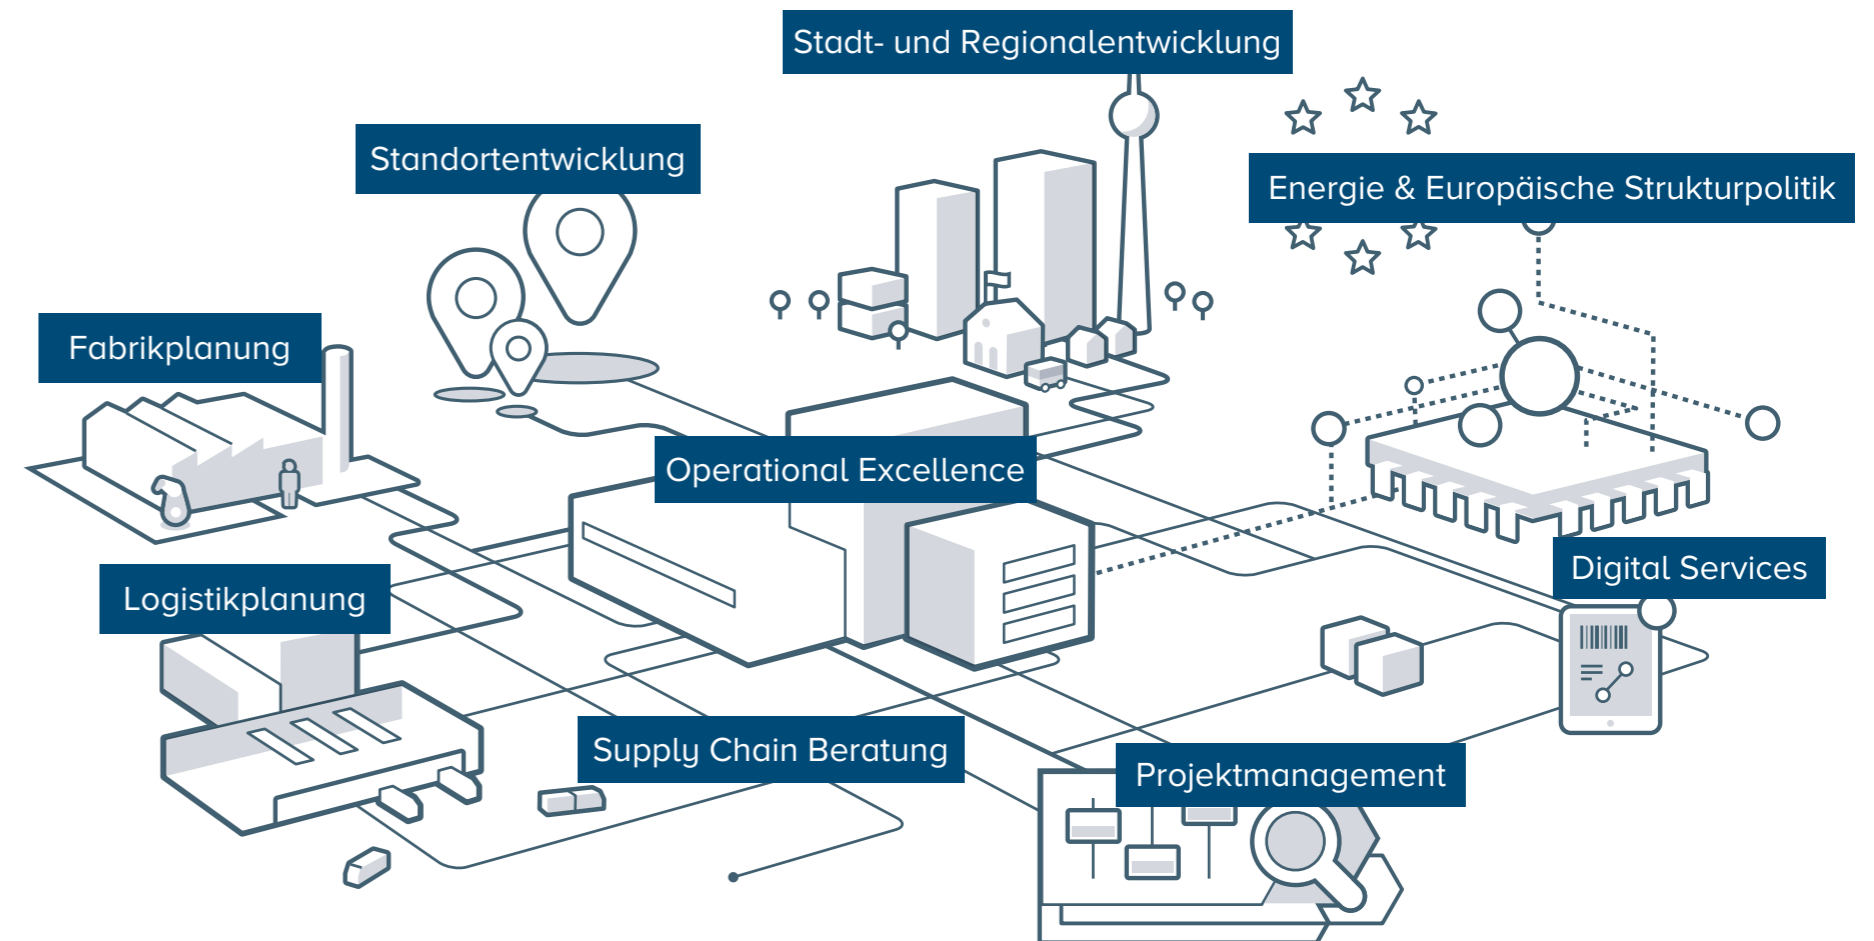 Stadt- und Regionalentwicklung
Standortentwicklung
Energie & Europäische Strukturpolitik
Fabrikplanung
Operational Excellence
Digital Services
Logistikplanung
Supply Chain Beratung
Projektmanagement